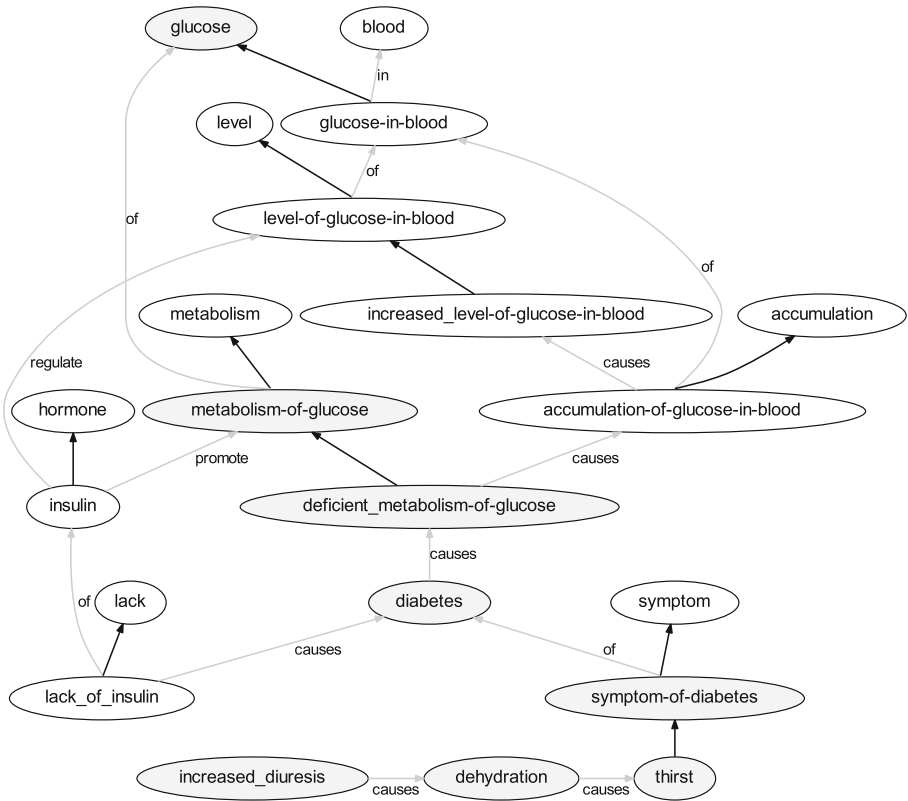 glucose
blood
in
level
glucose-in-blood
of
of
level-of-glucose-in-blood
of
metabolism
increased_level-of-glucose-in-blood
accumulation
regulate
causes
hormone
metabolism-of-glucose
accumulation-of-glucose-in-blood
promote
causes
insulin
deficient_metabolism-of-glucose
causes
of
lack
diabetes
symptom
causes
of
lack_of_insulin
symptom-of-diabetes
increased_diuresis
causes
dehydration
causes
thirst